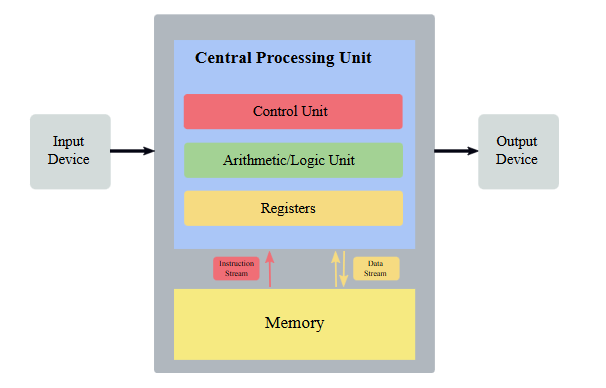 Central Processing Unit
Control Unit
Input
Device
Arithmetic/Logic Unit
Output
Device
Registers
Instruction
Stream
Data
Stream
Memory